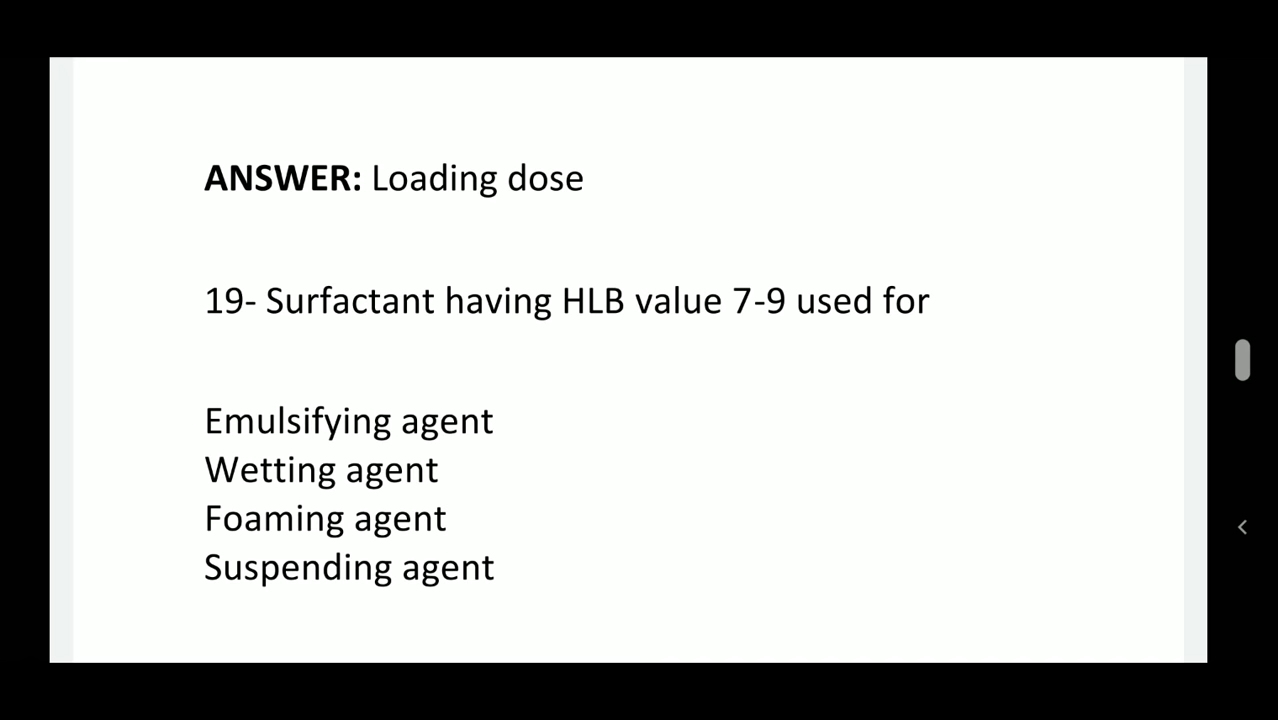 ANSWER: Loading dose
19- Surfactant having HLB value 7-9 used for
Emulsifying agent
Wetting agent
Foaming agent
Suspending agent